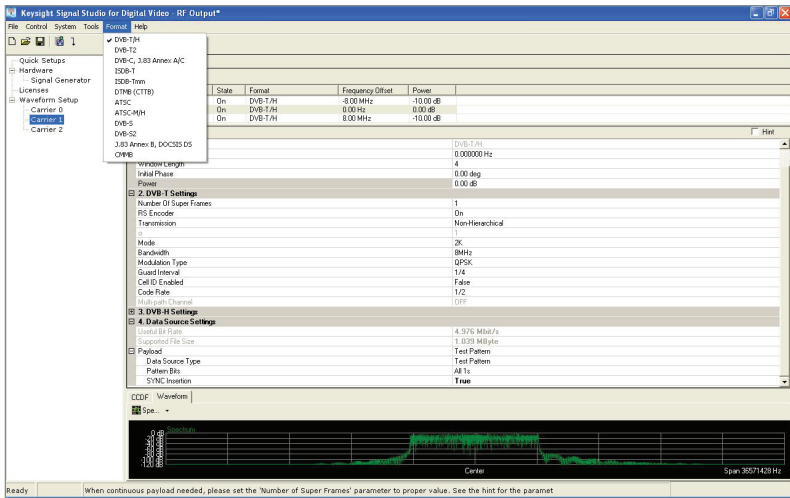 Keysight Signal Studio for Digital Video - RF Output*
File Control System Tools Format Help
DVB-T/H
DVB-T2
DVB-C, J.83 Annex A/C
ISDB-T
ISDB-Tmm
DTMB (CTTB)
ATSC
ATSC-M/H
DVB-S
DVB-S2
J.83 Annex B, DOCSIS DS
CMMB
Quick Setups
Hardware
Signal Generator
Licenses
Waveform Setup
Carrier 0
Carrier 1
Carrier 2
State Format Frequency Offset Power
On DVB-T/H -8.00 MHz -10.00 dB
On DVB-T/H 0.00 Hz 0.00 dB
On DVB-T/H 8.00 MHz -10.00 dB
Hint
DVB-T/H
0.000000 Hz
Window Length 4
Initial Phase 0.00 deg
Power 0.00 dB
2. DVB-T Settings
Number Of Super Frames 1
RS Encoder On
Transmission Non-Hierarchical
α 1
Mode 2K
Bandwidth 8MHz
Modulation Type QPSK
Guard Interval 1/4
Cell ID Enabled False
Code Rate 1/2
Multi-path Channel OFF
3. DVB-H Settings
4. Data Source Settings
Useful Bit Rate 4.976 Mbit/s
Supported File Size 1.039 MByte
Payload Test Pattern
Data Source Type Test Pattern
Pattern Bits All 1s
SYNC Insertion True
CCDF Waveform
Spe...
Spectrum
0 dB
-100 dB
-120 dB
Center Span 36571428 Hz
Ready When continuous payload needed, please set the 'Number of Super Frames' parameter to proper value. See the hint for the paramet